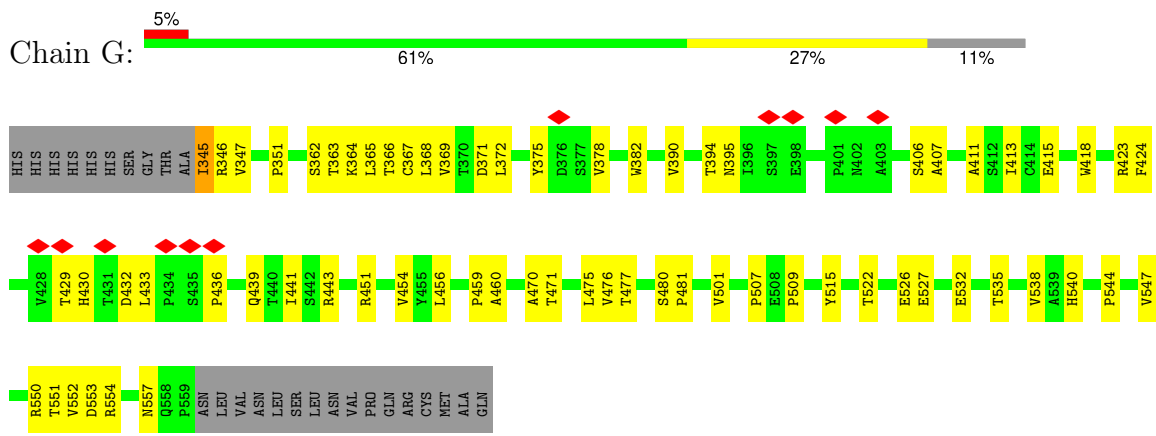 5%
Chain G:
61% 27% 11%
HIS HIS HIS HIS HIS HIS SER GLY THR ALA I345 R346 V347 P351 S362 T363 K364 L365 T366 C367 L368 V369 T370 D371 L372 Y375 D376 S377 V378 W382 V390 T394 N395 I396 S397 E398 P401 N402 A403 S406 A407 A411 S412 I413 C414 E415 W418 R423 F424
V428 T429 H430 T431 D432 L433 P434 S435 P436 Q439 T440 I441 S442 R443 R451 V454 Y455 L456 P459 A460 A470 T471 L475 V476 T477 S480 P481 V501 P507 E508 P509 Y515 T522 E526 E527 E532 T535 V538 A539 H540 P544 V547
R550 T551 V552 D553 R554 N557 Q558 P559 ASN LEU VAL ASN LEU SER LEU ASN VAL PRO GLN ARG CYS MET ALA GLN